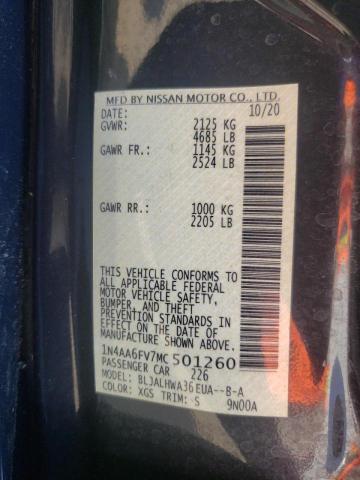 MFD BY NISSAN MOTOR CO., LTD.
DATE: 10/20
GVWR: 2125 KG
4685 LB
GAWR FR.: 1145 KG
2524 LB
GAWR RR.: 1000 KG
2205 LB
THIS VEHICLE CONFORMS TO
ALL APPLICABLE FEDERAL
MOTOR VEHICLE SAFETY,
BUMPER, AND THEFT
PREVENTION STANDARDS IN
EFFECT ON THE DATE OF
MANUFACTURE SHOWN ABOVE.
1N4AA6FV7MC501260
PASSENGER CAR 226
MODEL: BLJALHWA36EUA--B-A
COLOR: XGS TRIM: S 9N00A